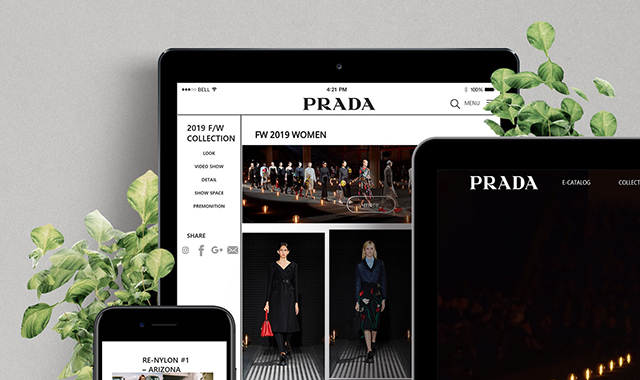 BELL
4:21 PM
100%
PRADA
MENU
2019 F/W
COLLECTION
LOOK
VIDEO SHOW
DETAIL
SHOW SPACE
PREMONITION
SHARE
G+
FW 2019 WOMEN
more
PRADA
E-CATALOG
COLLECT
RE-NYLON #1
– ARIZONA